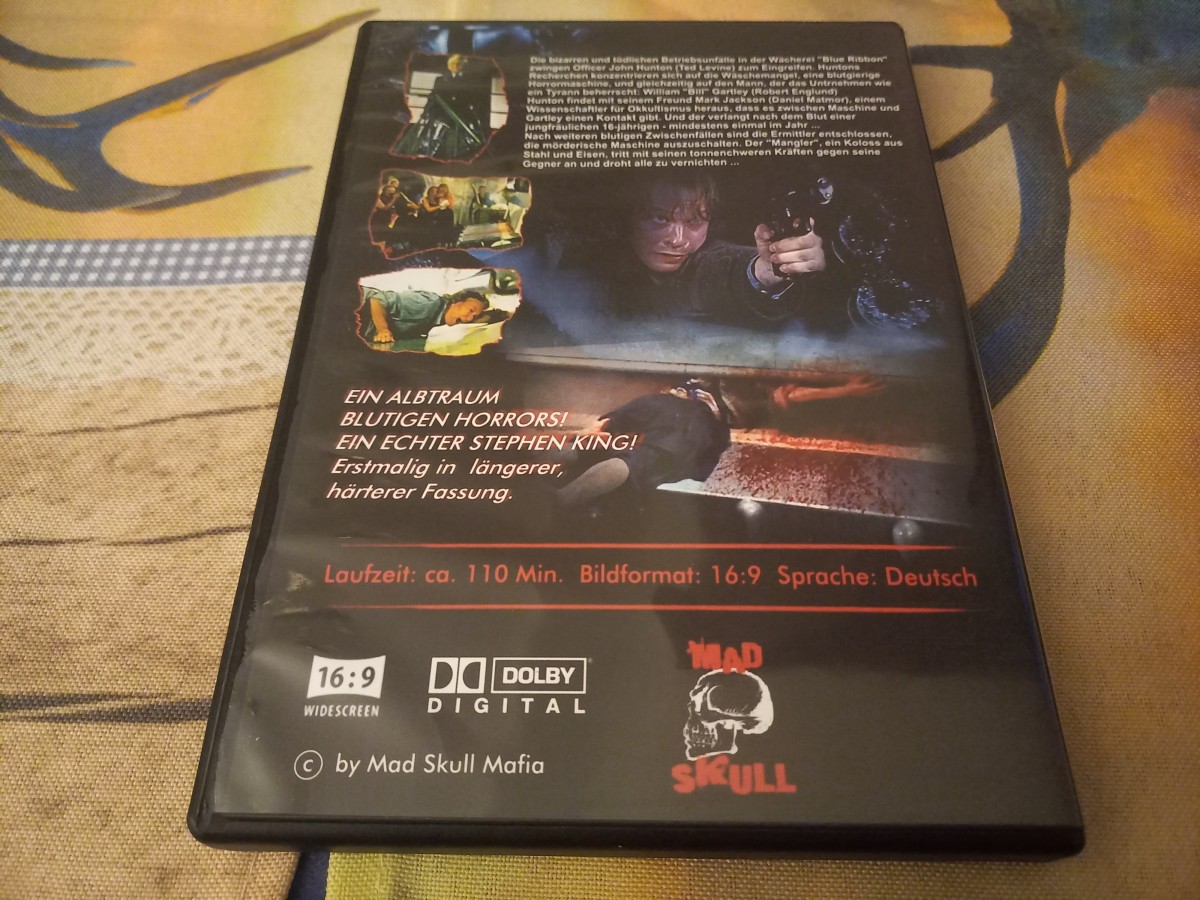 Die bizarren und tödlichen Betriebsunfälle in der Wächerei "Blue Ribbon"
zwingen Officer John Hunton (Ted Levine) zum Eingreifen. Huntons
Recherchen konzentrieren sich auf die Wäschemangel, eine blutgierige
Horrormaschine, und gleichzeitig auf den Mann, der das Untrnehmen wie
ein Tyrann beherrscht: William "Bill" Gartley (Robert Englund)
Hunton findet mit seinem Freund Mark Jackson (Daniel Matmor), einem
Wissenschaftler für Okkultismus heraus, dass es zwischen Maschine und
Gartley einen Kontakt gibt. Und der verlangt nach dem Blut einer
jungfräulichen 16-jährigen - mindestens einmal im Jahr ...
Nach weiteren blutigen Zwischenfällen sind die Ermittler entschlossen,
die mörderische Maschine auszuschalten. Der "Mangler", ein Koloss aus
Stahl und Eisen, tritt mit seinen tonnenchweren Kräften gegen seine
Gegner an und droht alle zu vernichten ...
EIN ALBTRAUM
BLUTIGEN HORRORS!
EIN ECHTER STEPHEN KING!
Erstmalig in längerer,
härterer Fassung.
Laufzeit: ca. 110 Min. Bildformat: 16:9 Sprache: Deutsch
16:9
WIDESCREEN
DOLBY
DIGITAL
MAD
SKULL
© by Mad Skull Mafia